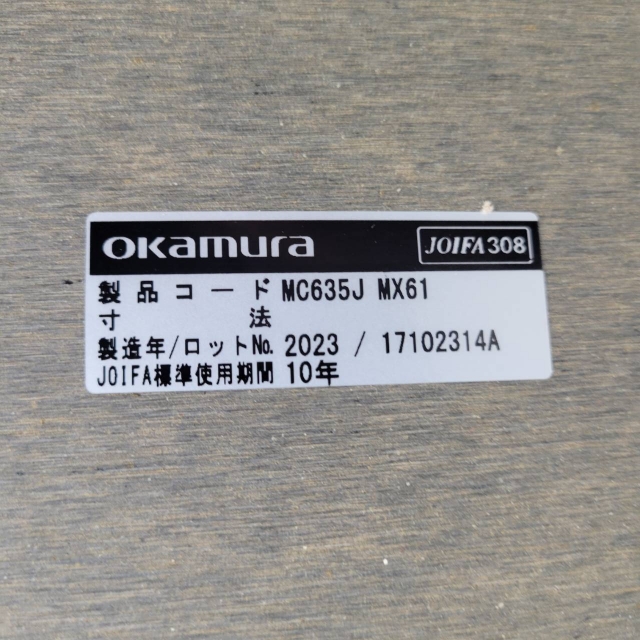 okamura JOIFA308
製品コード MC635J MX61
寸法
製造年/ロットNo. 2023 / 17102314A
JOIFA標準使用期間 10年